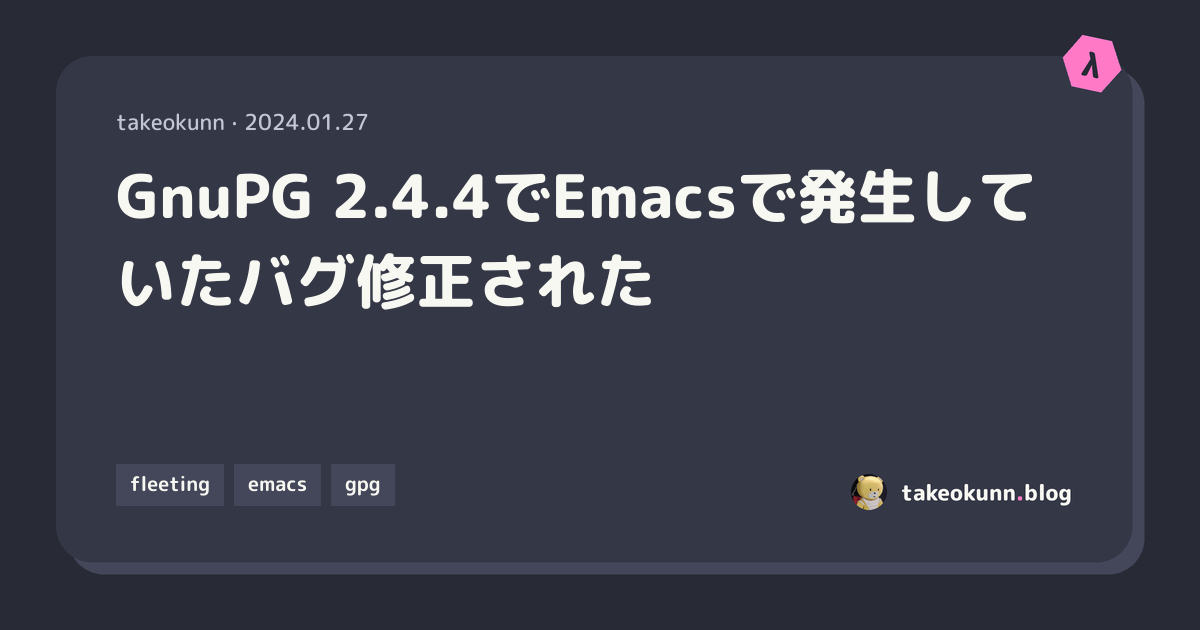 λ
takeokunn · 2024.01.27
GnuPG 2.4.4でEmacsで発生して
いたバグ修正された
fleeting emacs gpg
takeokunn.blog